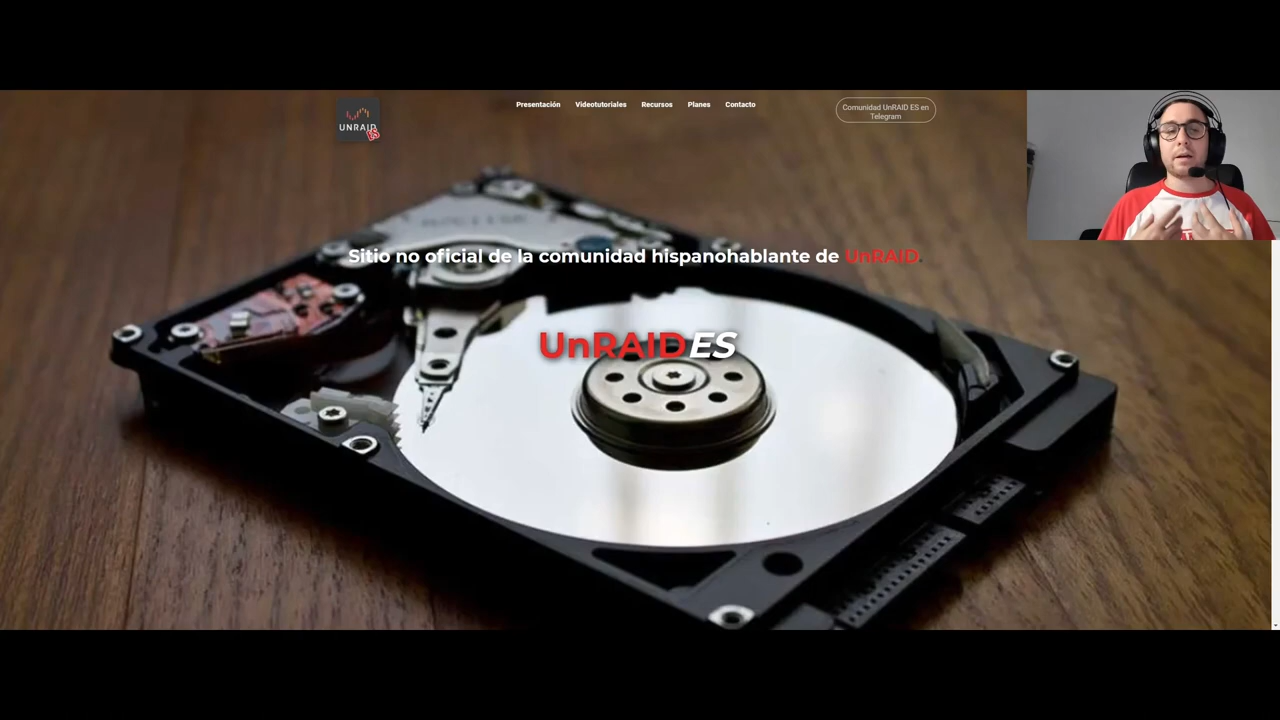 UNRAID
ES
Presentación
Videotutoriales
Recursos
Planes
Contacto
Comunidad UnRAID ES en
Telegram
Sitio no oficial de la comunidad hispanohablante de UnRAID.
UnRAIDES